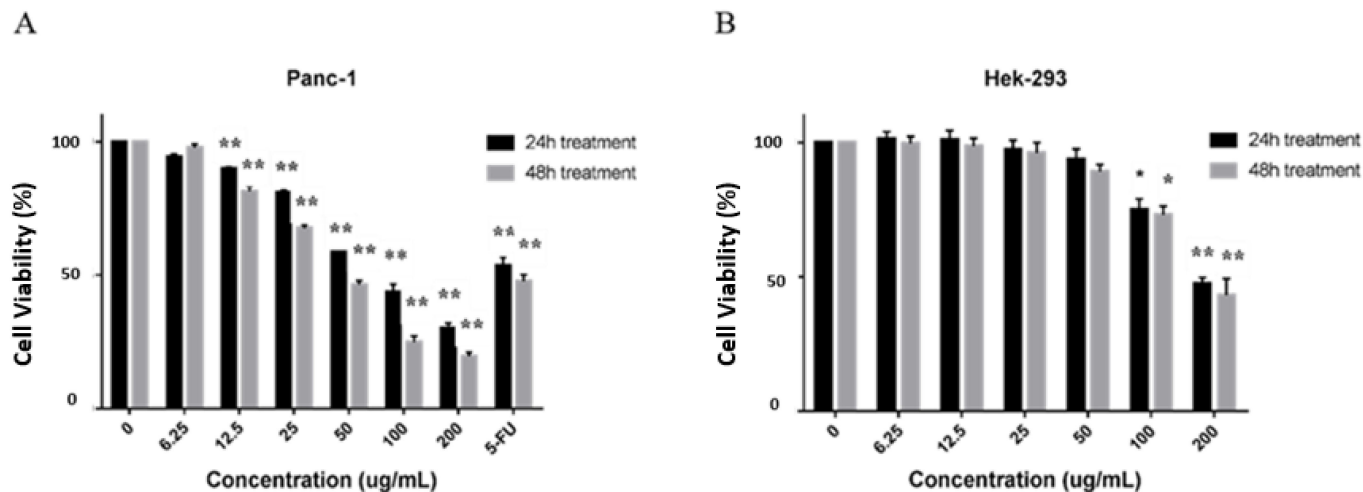 A
Panc-1
100
50
0
Cell Viability (%)
24h treatment
48h treatment
** ** ** ** ** ** ** ** ** ** ** **
0 6.25 12.5 25 50 100 200 5-FU
Concentration (ug/mL)
B
Hek-293
100
50
0
Cell Viability (%)
24h treatment
48h treatment
* * ** **
0 6.25 12.5 25 50 100 200
Concentration (ug/mL)